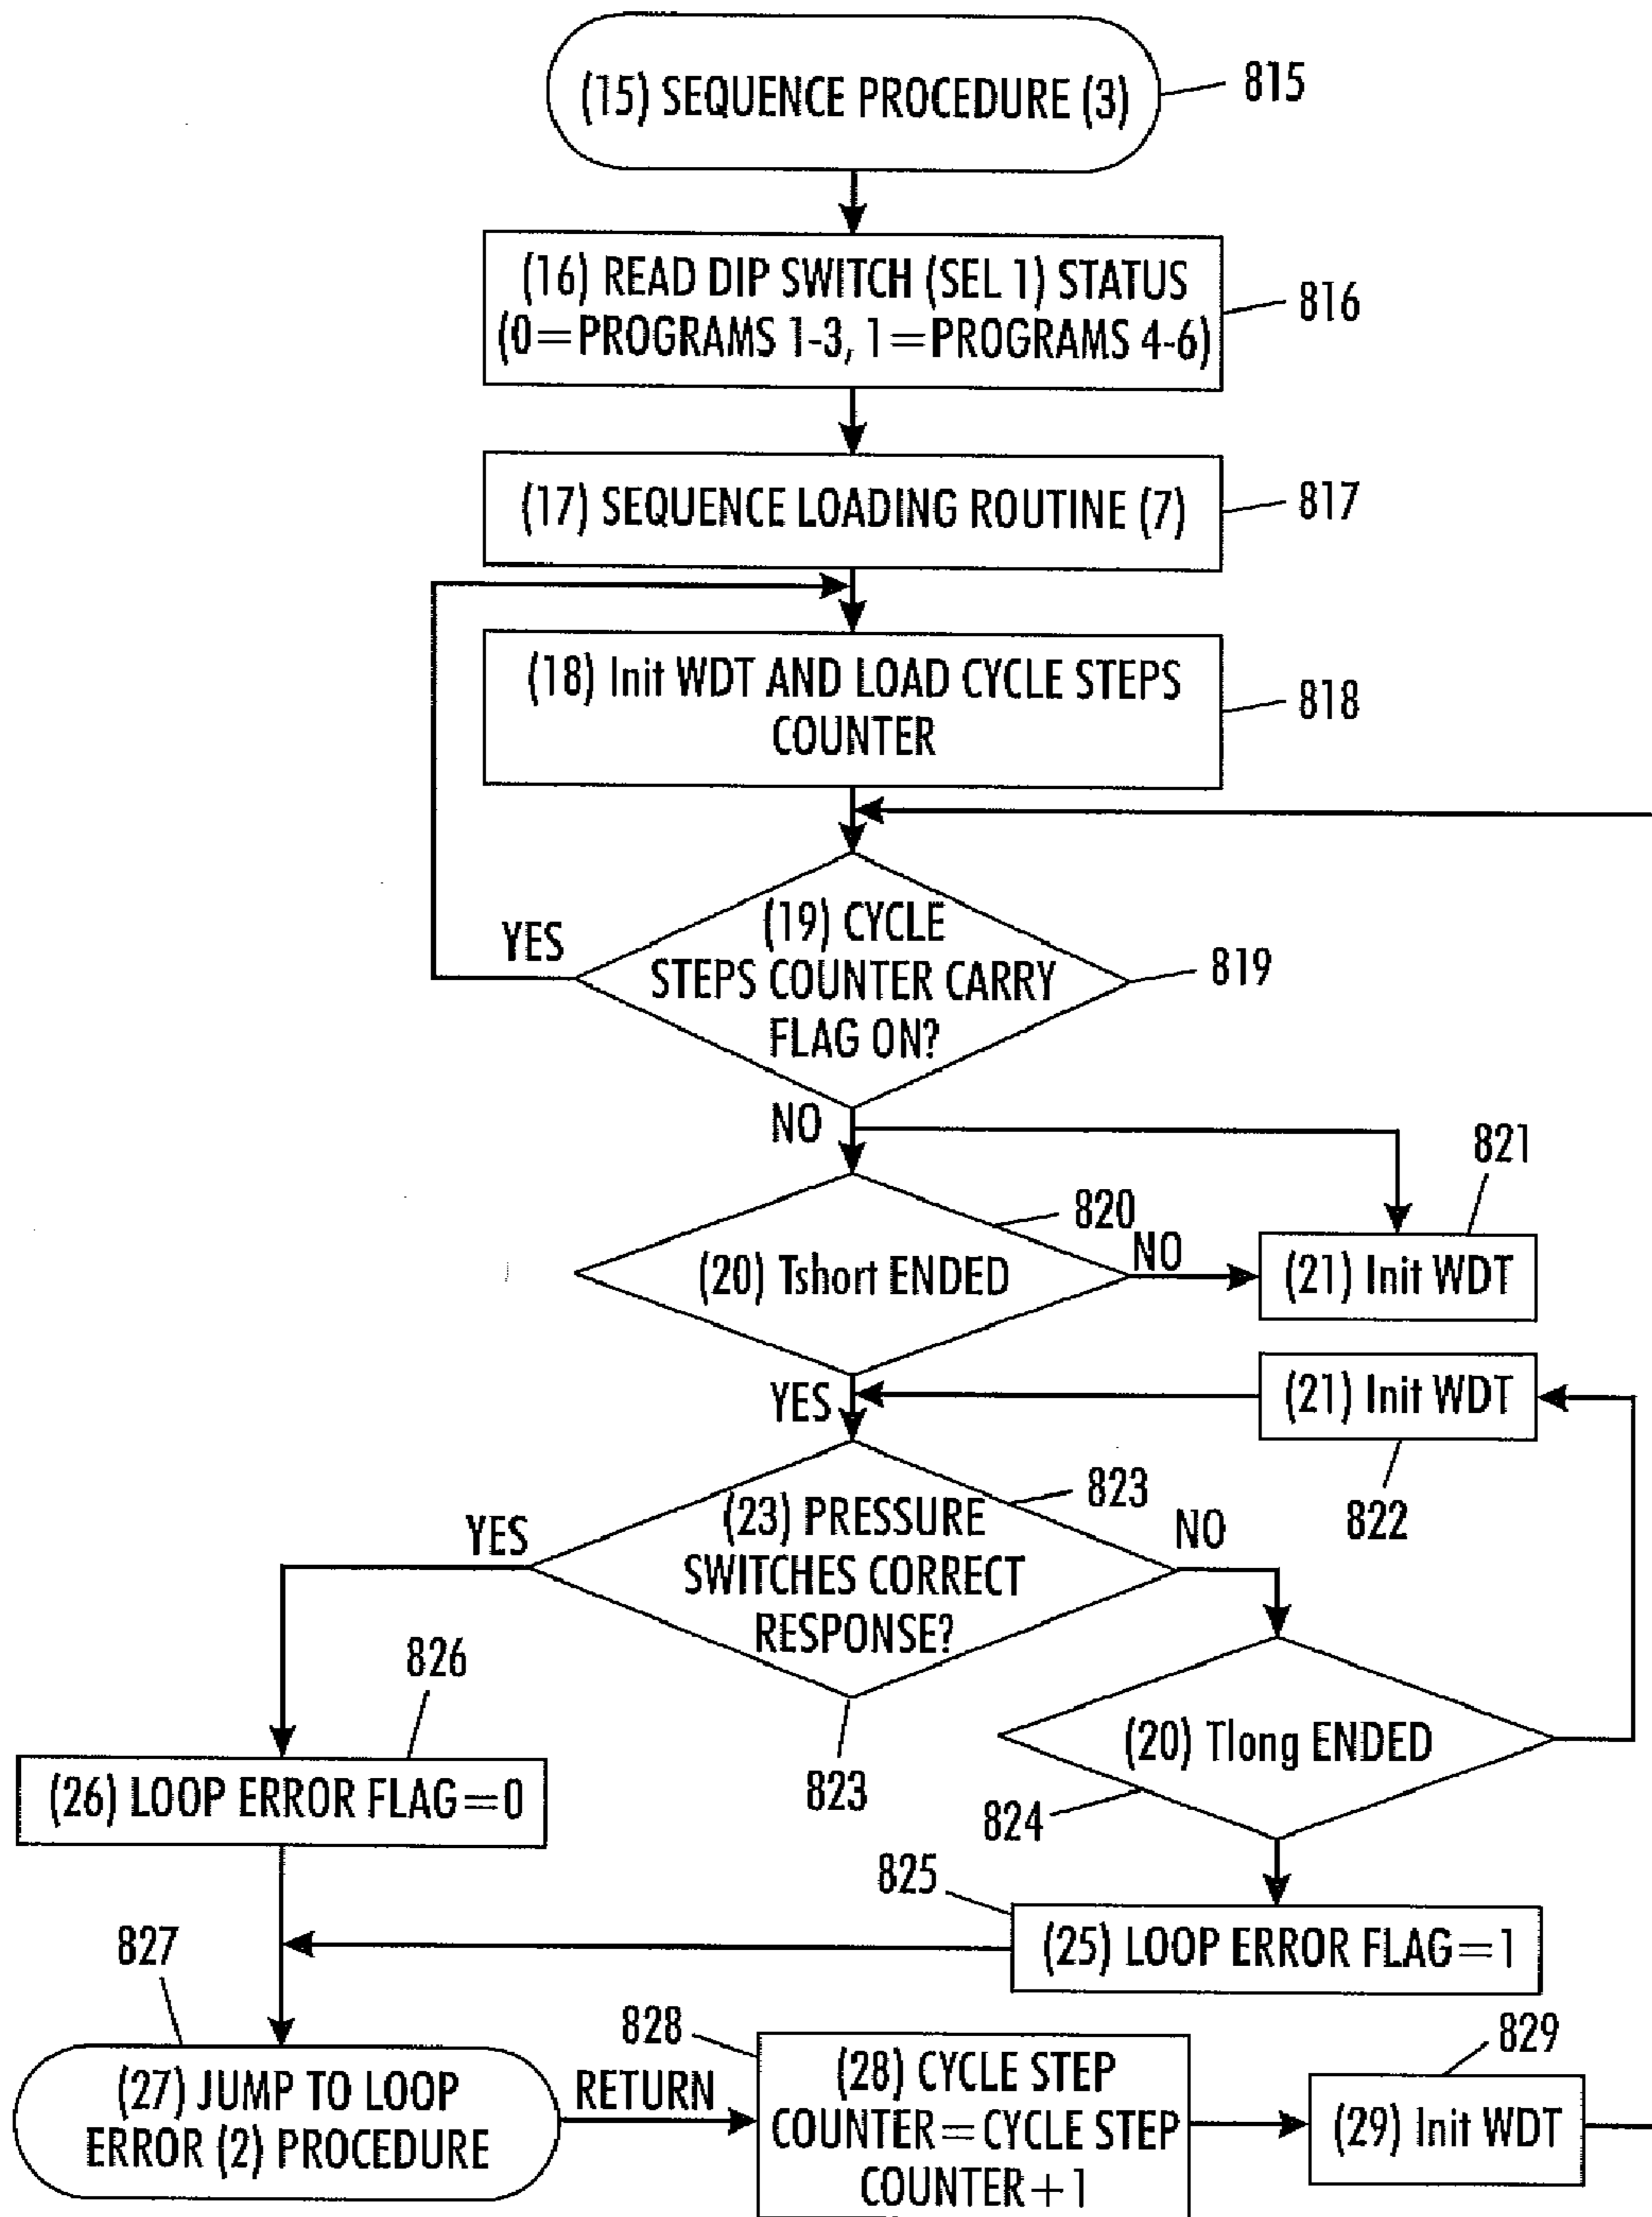 (15) SEQUENCE PROCEDURE (3)
815
(16) READ DIP SWITCH (SEL 1) STATUS
(0=PROGRAMS 1-3, 1=PROGRAMS 4-6)
816
(17) SEQUENCE LOADING ROUTINE (7)
817
(18) Init WDT AND LOAD CYCLE STEPS
COUNTER
818
YES
(19) CYCLE
STEPS COUNTER CARRY
FLAG ON?
819
NO
821
820
(20) Tshort ENDED
NO
(21) Init WDT
YES
(21) Init WDT
822
YES
(23) PRESSURE
SWITCHES CORRECT
RESPONSE?
823
NO
823
826
(26) LOOP ERROR FLAG=0
(20) Tlong ENDED
824
825
(25) LOOP ERROR FLAG=1
827
(27) JUMP TO LOOP
ERROR (2) PROCEDURE
RETURN
828
(28) CYCLE STEP
COUNTER=CYCLE STEP
COUNTER+1
829
(29) Init WDT